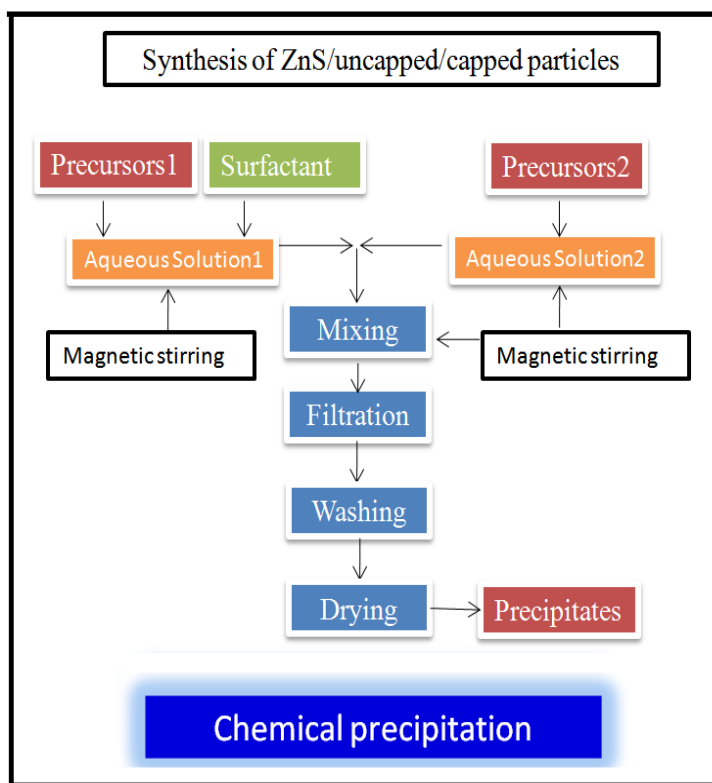 Synthesis of ZnS/uncapped/capped particles
Precursors1
Surfactant
Precursors2
Aqueous Solution1
Aqueous Solution2
Mixing
Magnetic stirring
Magnetic stirring
Filtration
Washing
Drying
Precipitates
Chemical precipitation